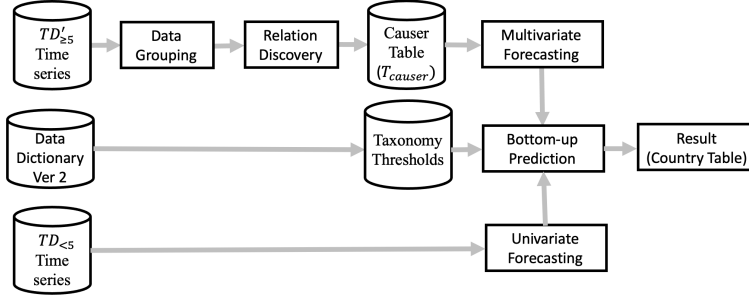 TD′≥5
Time
series
Data
Grouping
Relation
Discovery
Causer
Table
(Tcauser)
Multivariate
Forecasting
Data
Dictionary
Ver 2
Taxonomy
Thresholds
Bottom-up
Prediction
Result
(Country Table)
TD<5
Time
series
Univariate
Forecasting